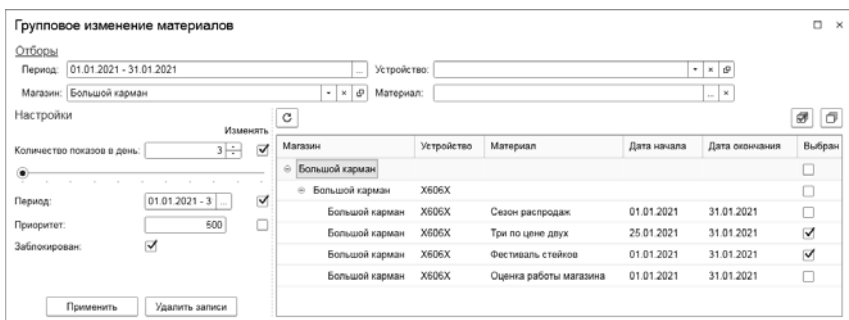 Групповое изменение материалов
Отборы
Период: 01.01.2021 - 31.01.2021 ... Устройство:
Магазин: Большой карман Материал: ...
Настройки
Изменять
Количество показов в день: 3
Период: 01.01.2021 - 3 ...
Приоритет: 500
Заблокирован:
Применить Удалить записи
Магазин Устройство Материал Дата начала Дата окончания Выбран
Большой карман
Большой карман X606X
Большой карман X606X Сезон распродаж 01.01.2021 31.01.2021
Большой карман X606X Три по цене двух 25.01.2021 31.01.2021
Большой карман X606X Фестиваль стейков 01.01.2021 31.01.2021
Большой карман X606X Оценка работы магазина 01.01.2021 31.01.2021